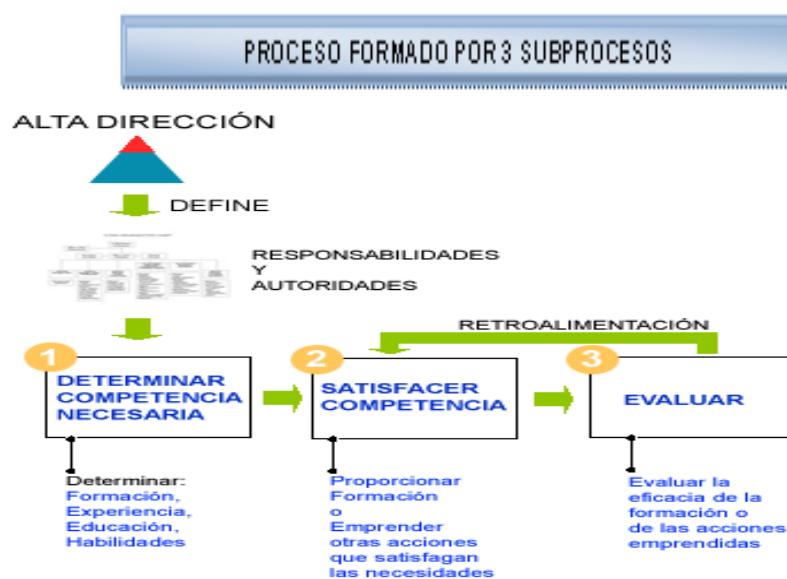 PROCESO FORMADO POR 3 SUBPROCESOS
ALTA DIRECCIÓN
DEFINE
RESPONSABILIDADES
Y
AUTORIDADES
RETROALIMENTACIÓN
1
DETERMINAR
COMPETENCIA
NECESARIA
Determinar:
Formación,
Experiencia,
Educación,
Habilidades
2
SATISFACER
COMPETENCIA
Proporcionar
Formación
o
Emprender
otras acciones
que satisfagan
las necesidades
3
EVALUAR
Evaluar la
eficacia de la
formación o
de las acciones
emprendidas